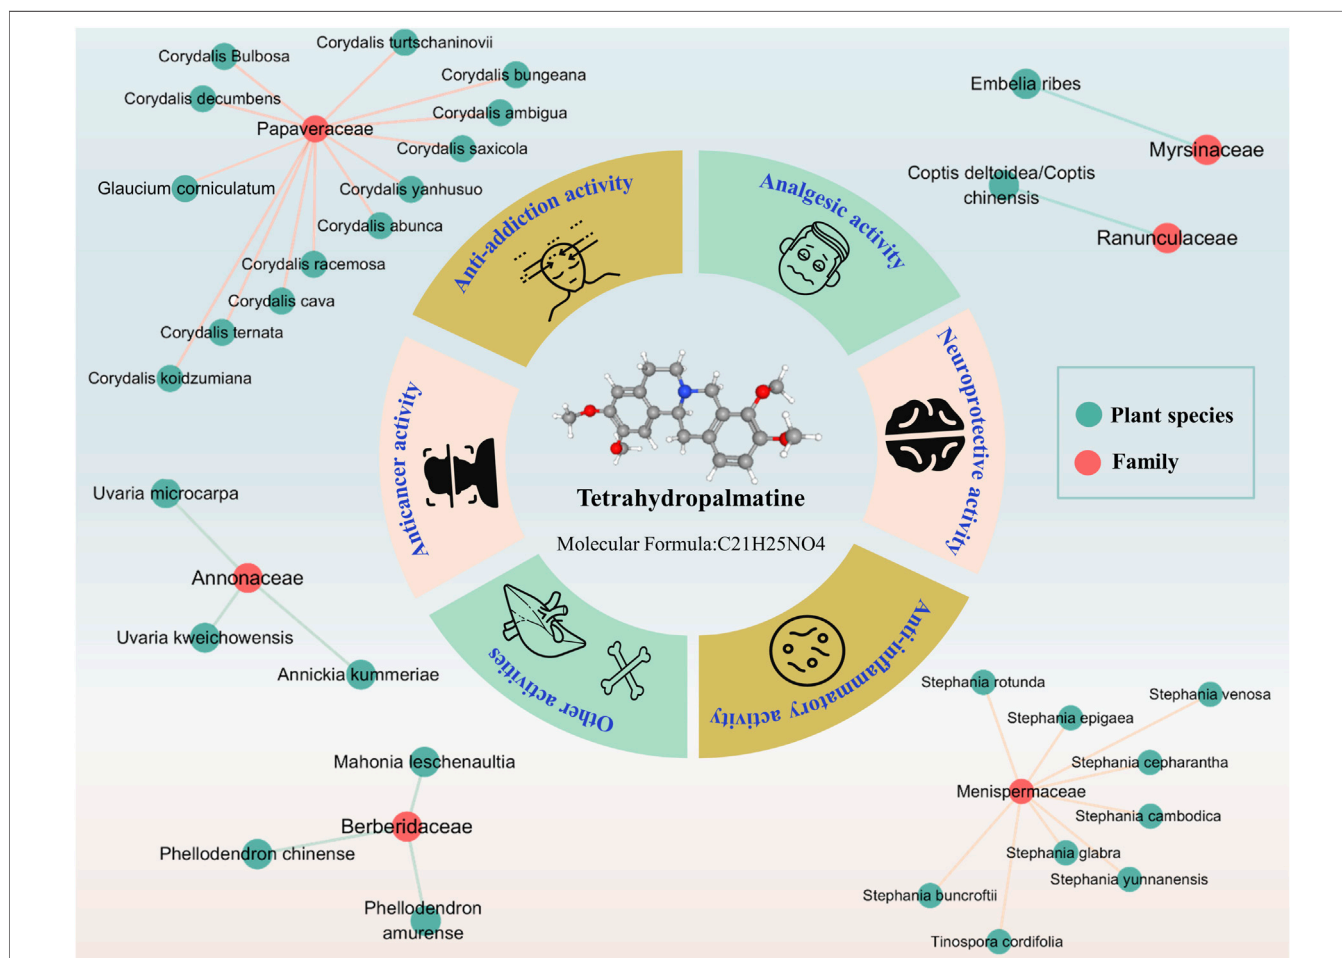 Corydalis turtschaninovii
Corydalis Bulbosa
Corydalis bungeana
Corydalis decumbens
Corydalis ambigua
Papaveraceae
Corydalis saxicola
Glaucium corniculatum
Corydalis yanhusuo
Corydalis abunca
Corydalis racemosa
Corydalis cava
Corydalis ternata
Corydalis koidzumiana
Embelia ribes
Myrsinaceae
Coptis deltoidea/Coptis
chinensis
Ranunculaceae
Anti-addiction activity
Analgesic activity
Neuroprotective activity
Anti-inflammatory activity
Other activities
Anticancer activity
Tetrahydropalmatine
Molecular Formula:C21H25NO4
Plant species
Family
Uvaria microcarpa
Annonaceae
Uvaria kweichowensis
Annickia kummeriae
Mahonia leschenaultia
Berberidaceae
Phellodendron chinense
Phellodendron
amurense
Stephania rotunda
Stephania venosa
Stephania epigaea
Stephania cepharantha
Menispermaceae
Stephania cambodica
Stephania glabra
Stephania yunnanensis
Stephania buncroftii
Tinospora cordifolia